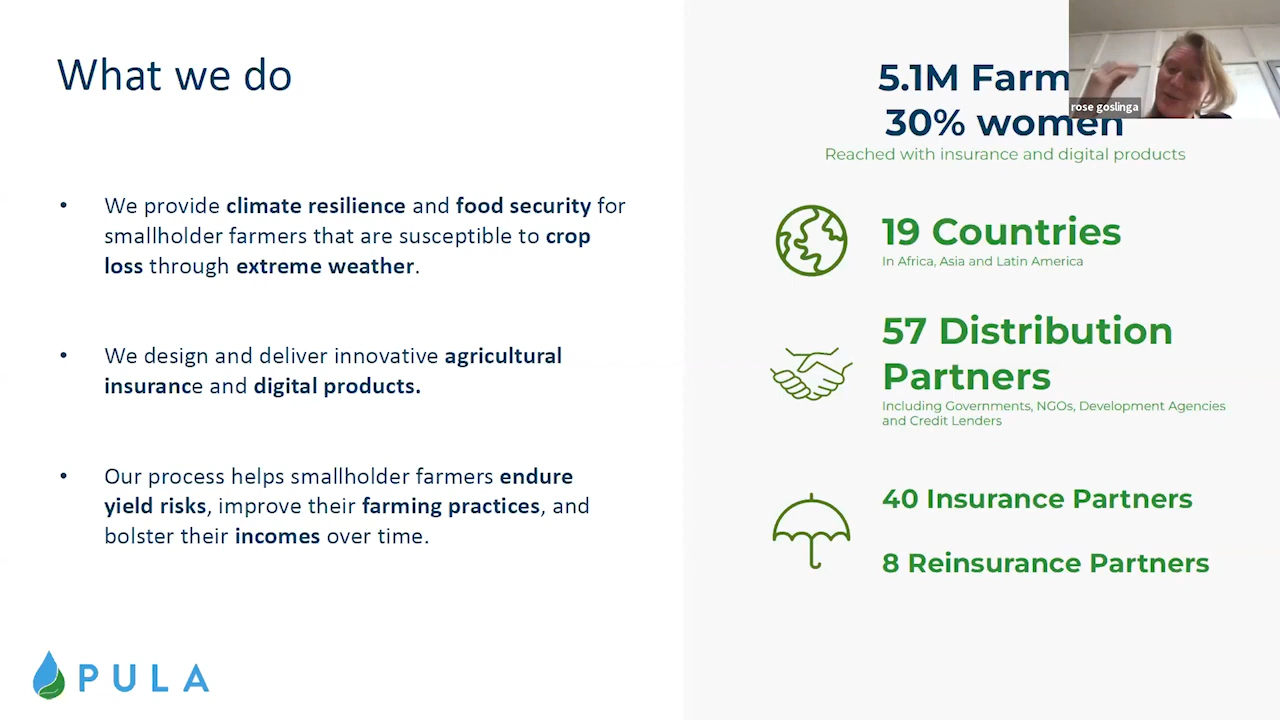 What we do
• We provide climate resilience and food security for
smallholder farmers that are susceptible to crop
loss through extreme weather.
• We design and deliver innovative agricultural
insurance and digital products.
• Our process helps smallholder farmers endure
yield risks, improve their farming practices, and
bolster their incomes over time.
PULA
5.1M Farm
30% women
Reached with insurance and digital products
19 Countries
In Africa, Asia and Latin America
57 Distribution
Partners
Including Governments, NGOs, Development Agencies
and Credit Lenders
40 Insurance Partners
8 Reinsurance Partners
rose goslinga